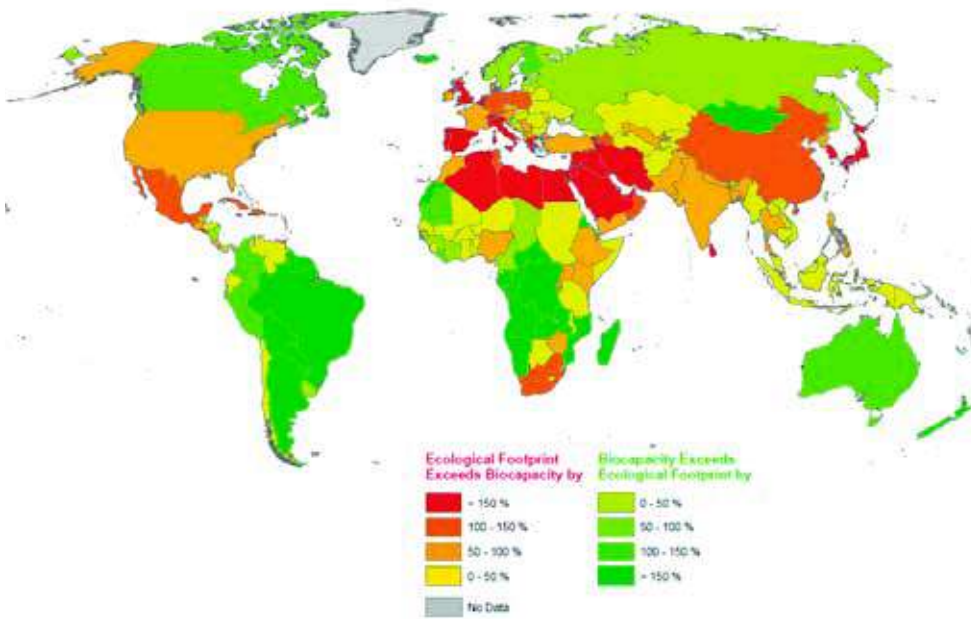 Ecological Footprint
Exceeds Biocapacity by
> 150 %
100 - 150 %
50 - 100 %
0 - 50 %
No Data
Biocapacity Exceeds
Ecological Footprint by
0 - 50 %
50 - 100 %
100 - 150 %
> 150 %